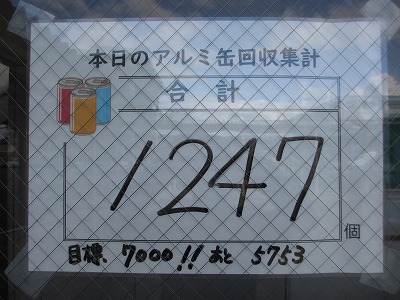 本日のアルミ缶回収集計
合計
1247
個
目標、7000!!あと 5753